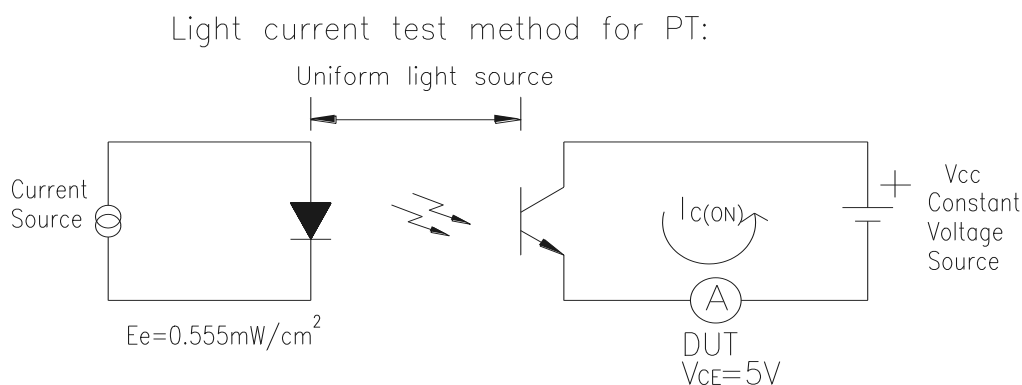 Light current test method for PT:
Uniform light source
Current
Source
Ee=0.555mW/cm²
IC(ON)
A
DUT
VCE=5V
+
Vcc
Constant
Voltage
Source